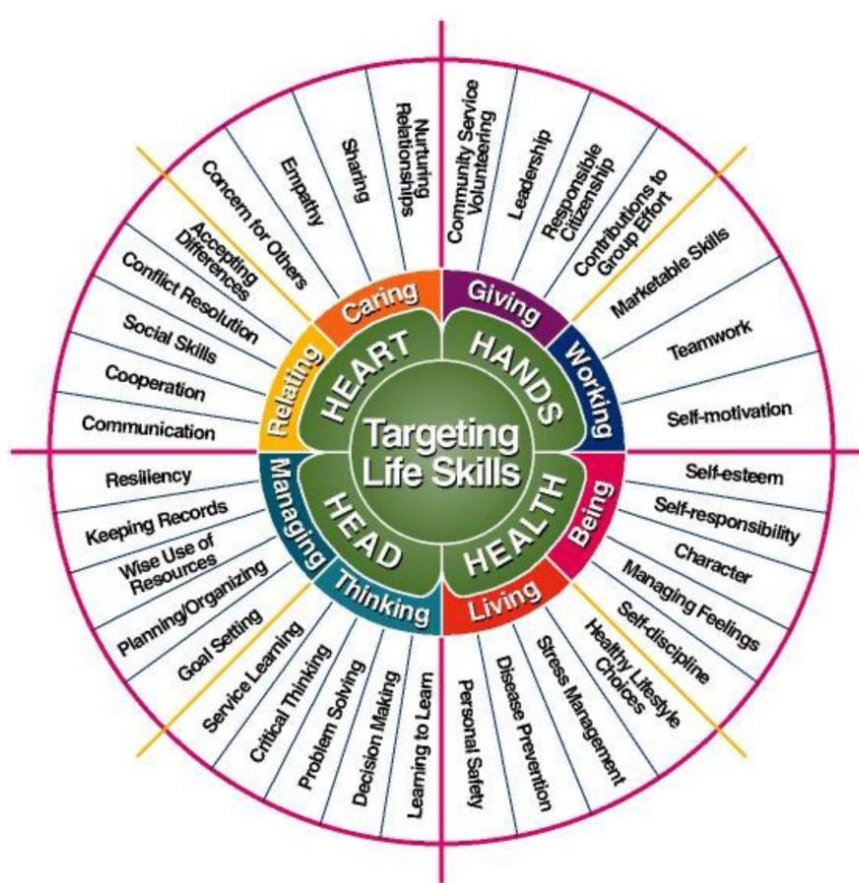 Targeting
Life Skills
HEART
HANDS
HEALTH
HEAD
Caring
Giving
Working
Being
Living
Thinking
Managing
Relating
Nurturing
Relationships
Sharing
Empathy
Concern for Others
Accepting
Differences
Conflict Resolution
Social Skills
Cooperation
Communication
Community Service
Volunteering
Leadership
Responsible
Citizenship
Contributions to
Group Effort
Marketable Skills
Teamwork
Self-motivation
Self-esteem
Self-responsibility
Character
Managing Feelings
Self-discipline
Healthy Lifestyle
Choices
Stress Management
Disease Prevention
Personal Safety
Learning to Learn
Decision Making
Problem Solving
Critical Thinking
Service Learning
Goal Setting
Planning/Organizing
Wise Use of
Resources
Keeping Records
Resiliency